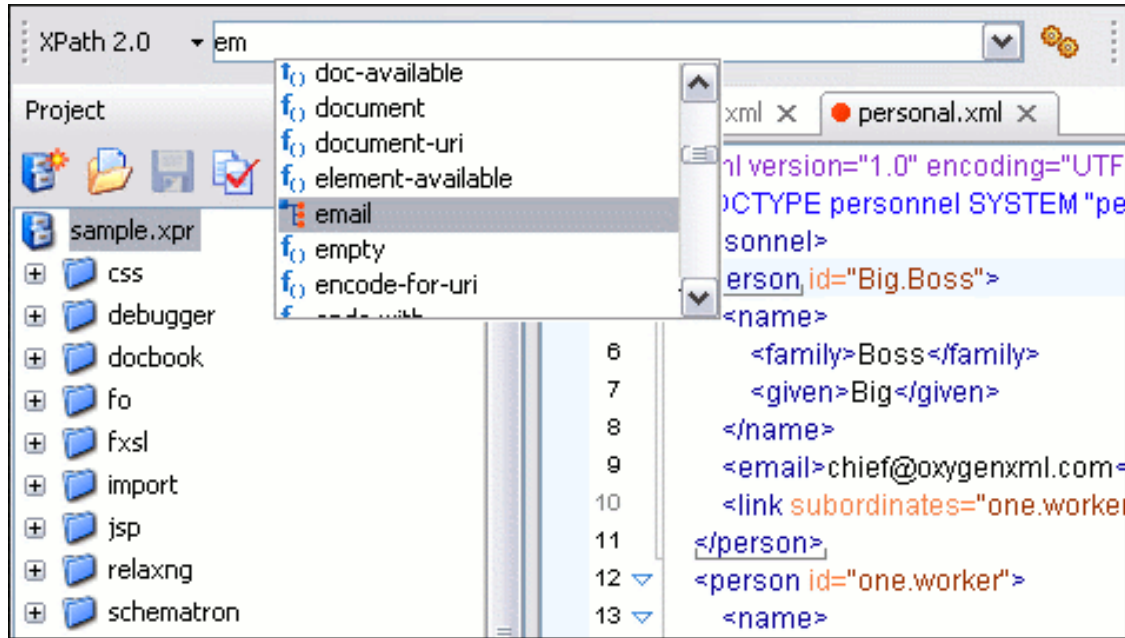 XPath 2.0 em
doc-available
document
document-uri
element-available
email
empty
encode-for-uri
Project
sample.xpr
css
debugger
docbook
fo
fxsl
import
jsp
relaxng
schematron
xml personal.xml
version="1.0" encoding="UTF
personnel SYSTEM "pe
sonnel>
erson id="Big.Boss">
<name>
6 <family>Boss</family>
7 <given>Big</given>
8 </name>
9 <email>chief@oxygenxml.com<
10 <link subordinates="one.worker
11 </person>
12 <person id="one.worker">
13 <name>